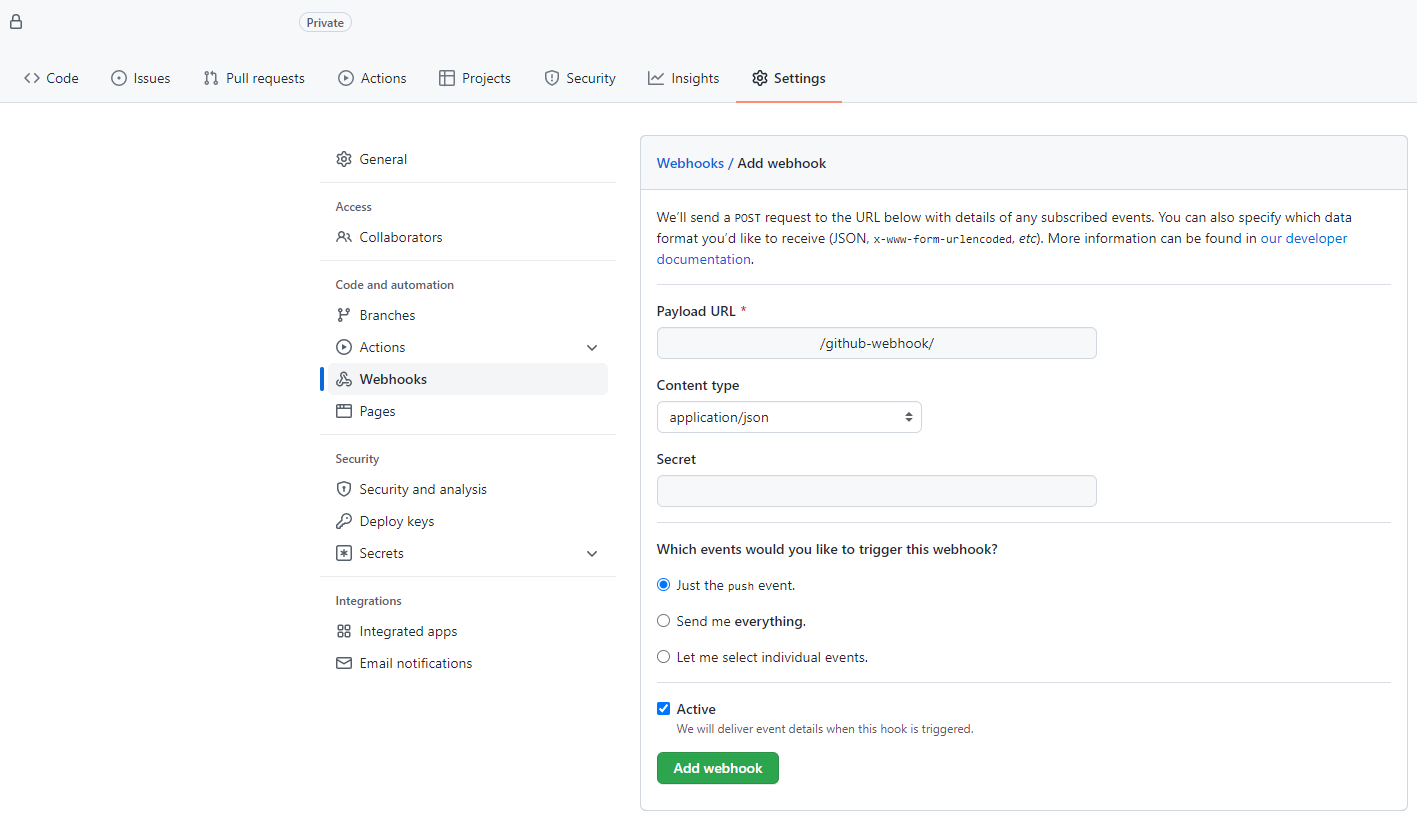 Private
Code Issues Pull requests Actions Projects Security Insights Settings
General
Access
Collaborators
Code and automation
Branches
Actions
Webhooks
Pages
Security
Security and analysis
Deploy keys
Secrets
Integrations
Integrated apps
Email notifications
Webhooks / Add webhook
We’ll send a POST request to the URL below with details of any subscribed events. You can also specify which data
format you’d like to receive (JSON, x-www-form-urlencoded, etc). More information can be found in our developer
documentation.
Payload URL *
/github-webhook/
Content type
application/json
Secret
Which events would you like to trigger this webhook?
Just the push event.
Send me everything.
Let me select individual events.
Active
We will deliver event details when this hook is triggered.
Add webhook